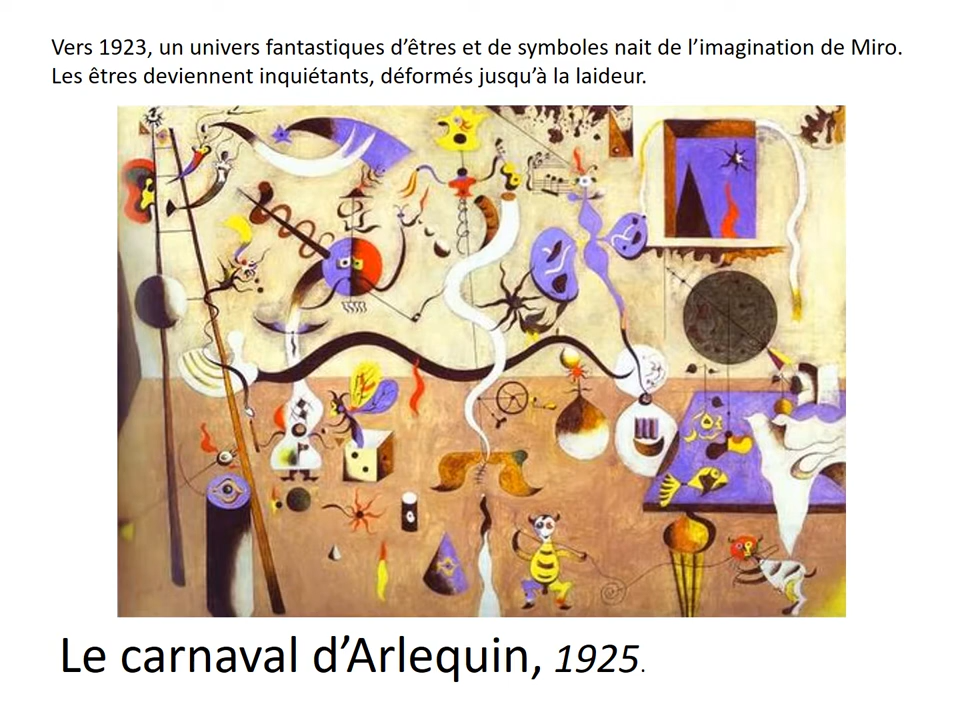 Vers 1923, un univers fantastiques d’êtres et de symboles nait de l’imagination de Miro.
Les êtres deviennent inquiétants, déformés jusqu’à la laideur.
Le carnaval d’Arlequin, 1925.